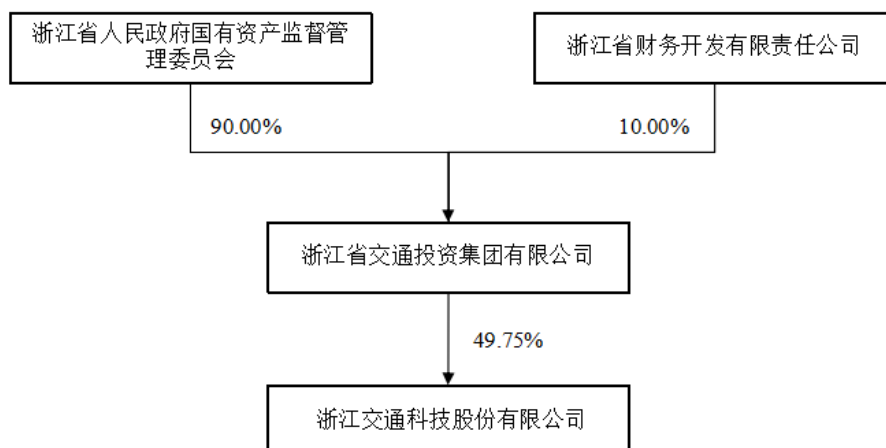 浙江省人民政府国有资产监督管
理委员会
浙江省财务开发有限责任公司
90.00%
10.00%
浙江省交通投资集团有限公司
49.75%
浙江交通科技股份有限公司